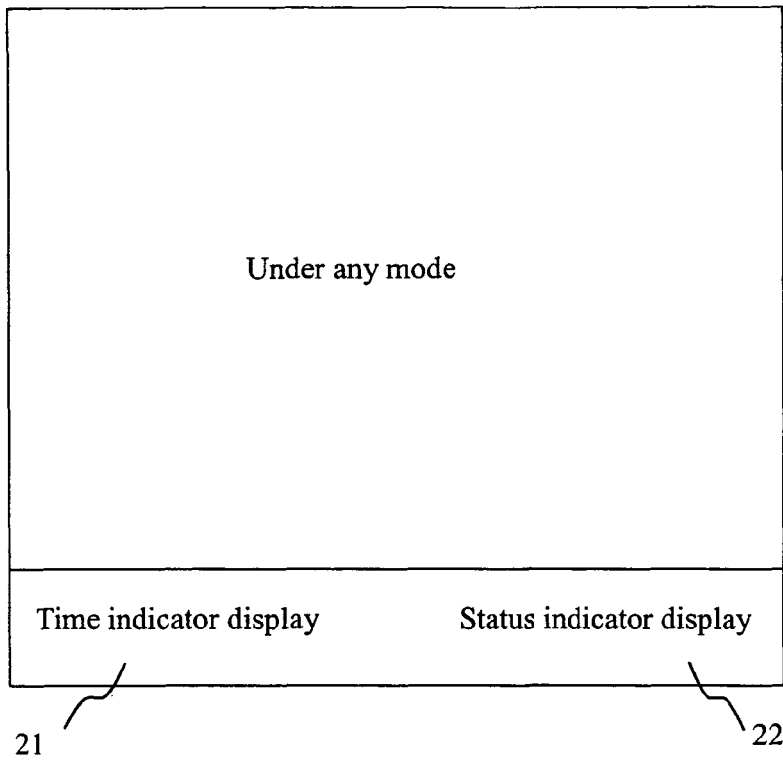 Under any mode
Time indicator display Status indicator display
21 22